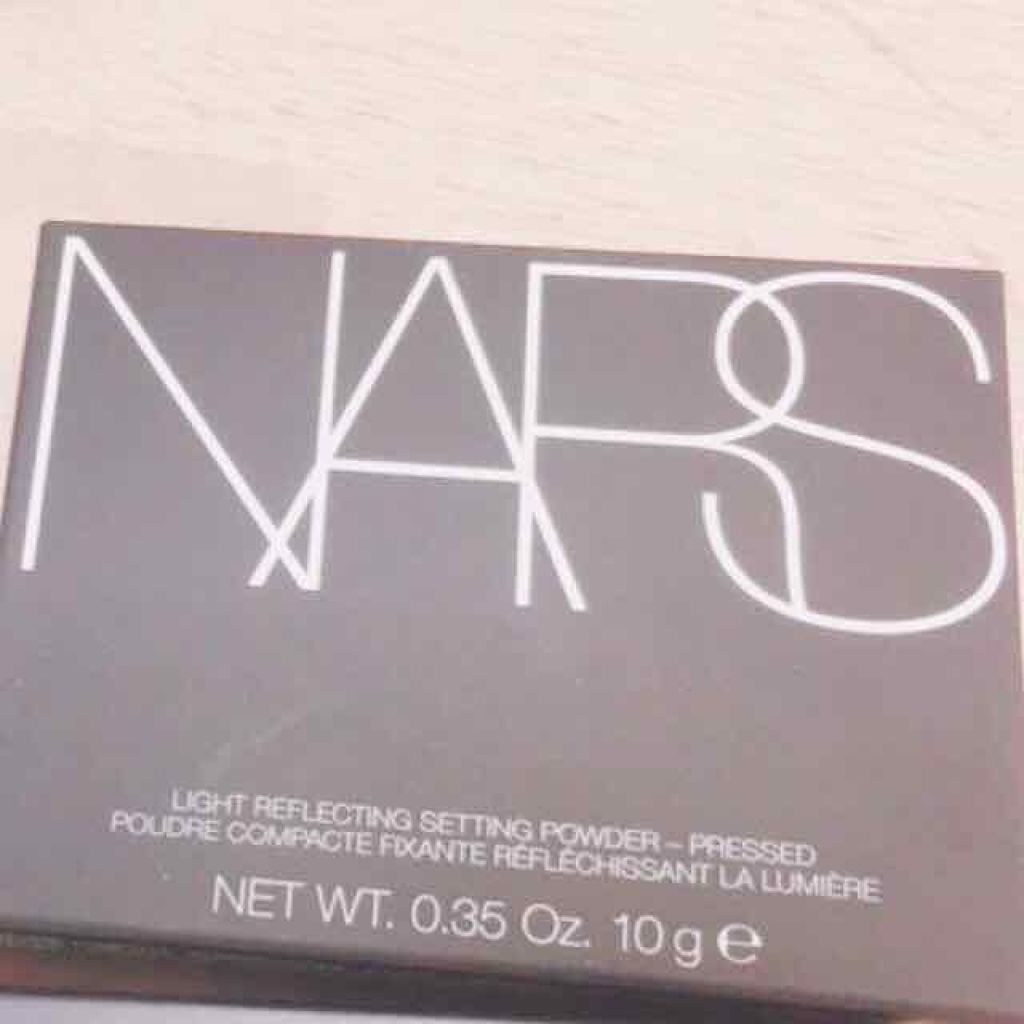 NARS
LIGHT REFLECTING SETTING POWDER – PRESSED
POUDRE COMPACTE FIXANTE RÉFLÉCHISSANT LA LUMIÈRE
NET WT. 0.35 Oz. 10 g ℮